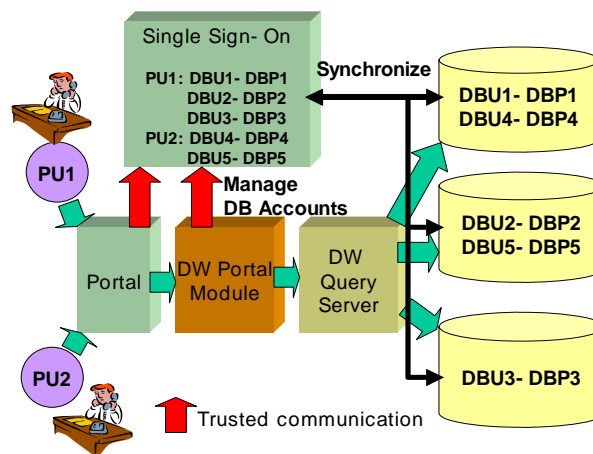 Single Sign- On
PU1: DBU1- DBP1
DBU2- DBP2
DBU3- DBP3
PU2: DBU4- DBP4
DBU5- DBP5
Synchronize
DBU1- DBP1
DBU4- DBP4
PU1
Manage
DB Accounts
DBU2- DBP2
DBU5- DBP5
Portal
DW Portal
Module
DW
Query
Server
PU2
DBU3- DBP3
Trusted communication